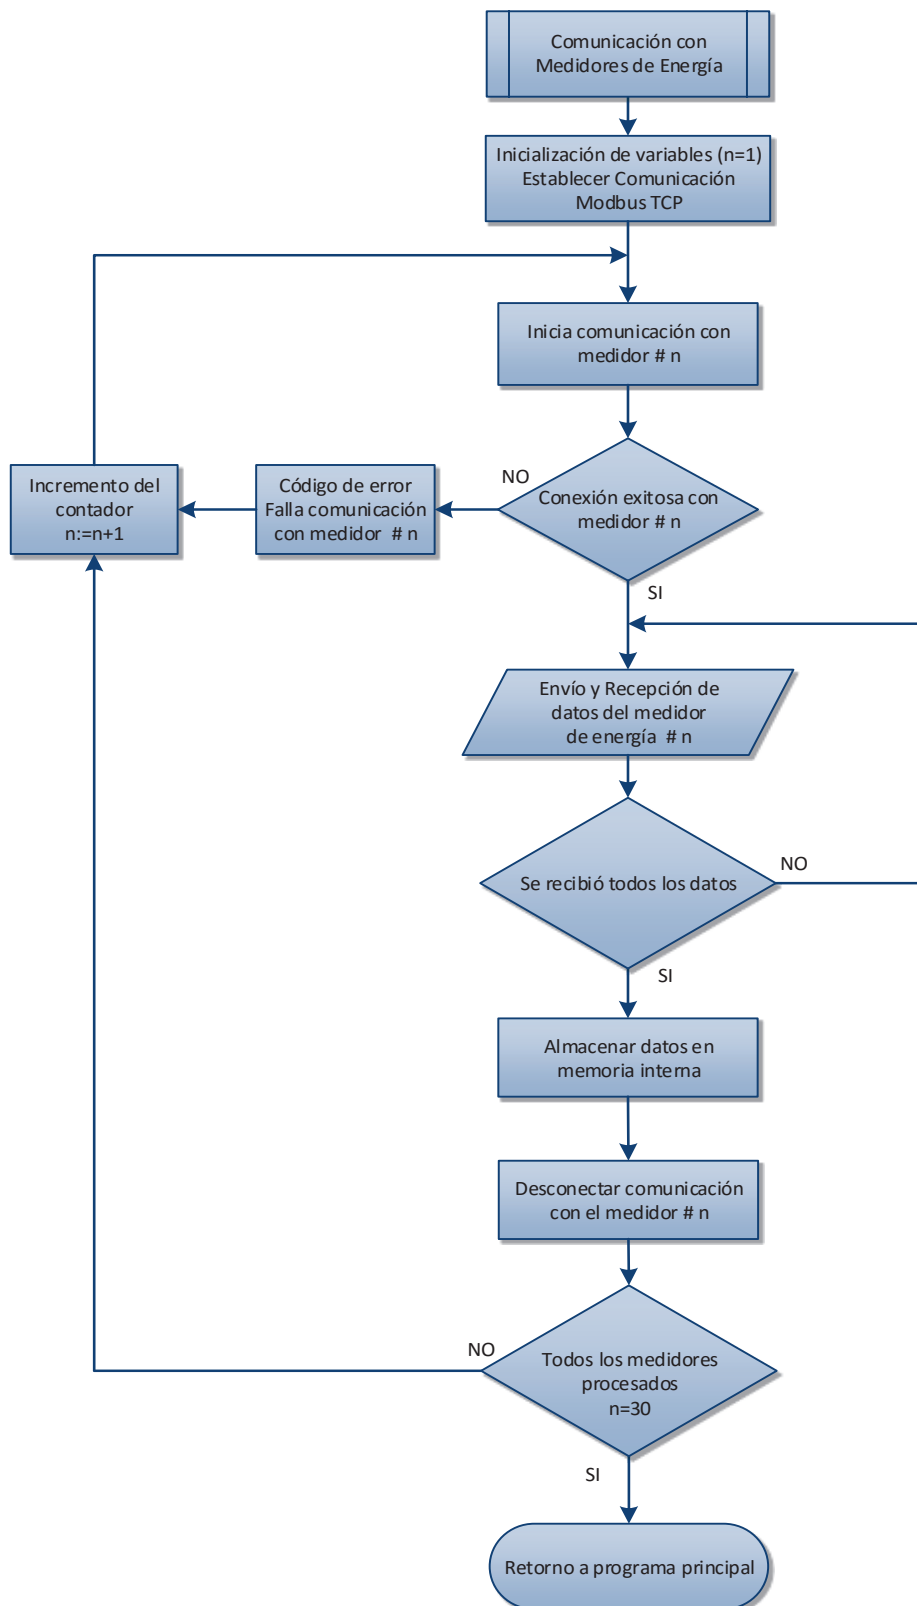 Comunicación con
Medidores de Energía
Inicialización de variables (n=1)
Establecer Comunicación
Modbus TCP
Inicia comunicación con
medidor # n
NO
Conexión exitosa con
medidor # n
Código de error
Falla comunicación
con medidor # n
Incremento del
contador
n:=n+1
SI
Envío y Recepción de
datos del medidor
de energía # n
Se recibió todos los datos
NO
SI
Almacenar datos en
memoria interna
Desconectar comunicación
con el medidor # n
NO
Todos los medidores
procesados
n=30
SI
Retorno a programa principal